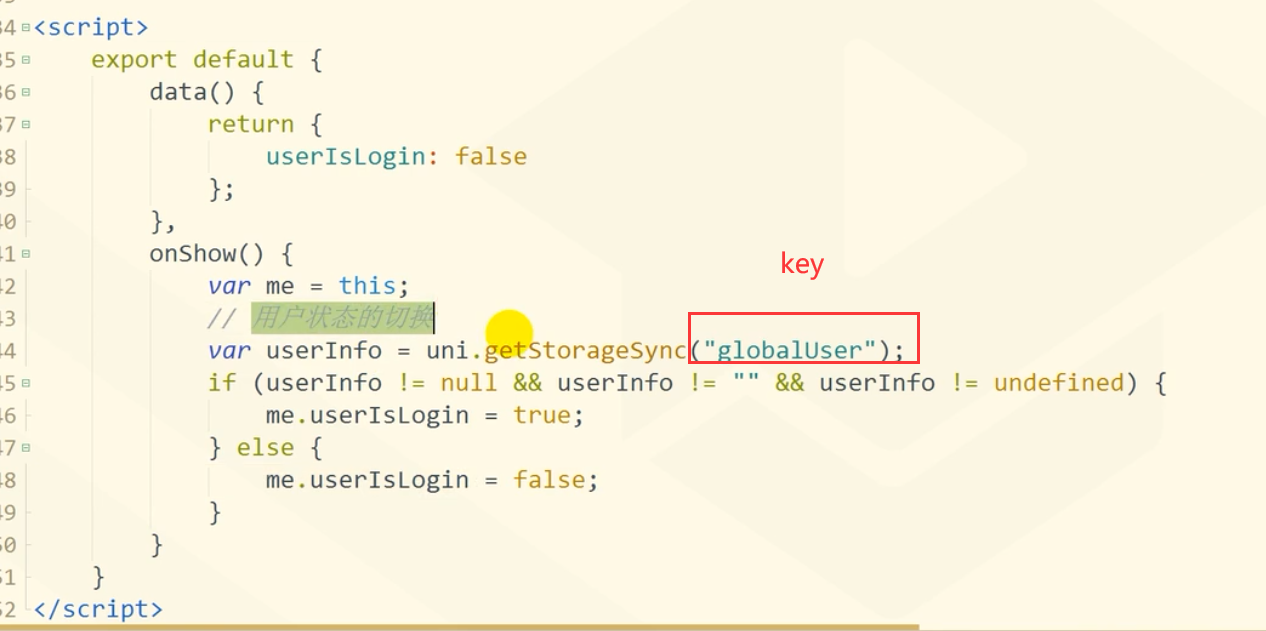 34 <script>
35 export default {
36 data() {
37 return {
38 userIsLogin: false
39 };
40 },
41 onShow() {
key
42 var me = this;
43 // 用户状态的切换
44 var userInfo = uni.getStorageSync("globalUser");
45 if (userInfo != null && userInfo != "" && userInfo != undefined) {
46 me.userIsLogin = true;
47 } else {
48 me.userIsLogin = false;
49 }
50 }
51 }
52 </script>